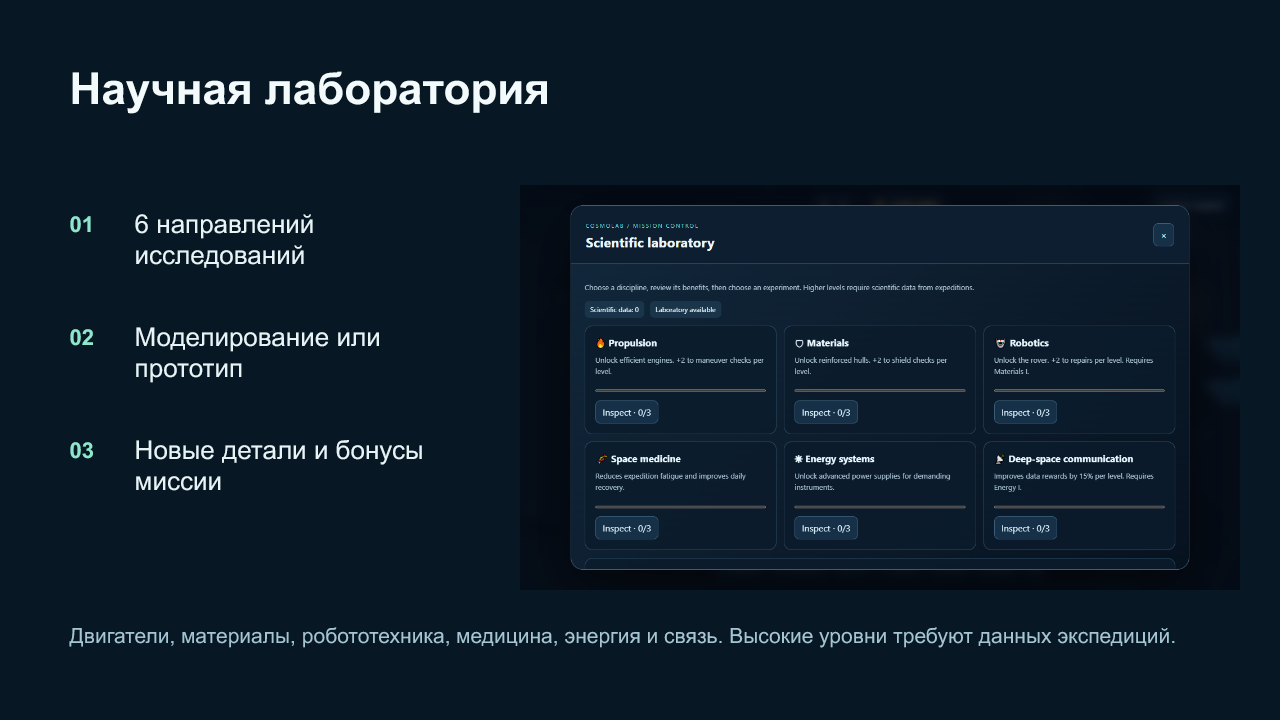 Научная лаборатория
01
6 направлений
исследований
02
Моделирование или
прототип
03
Новые детали и бонусы
миссии
COSMOLAB / MISSION CONTROL
Scientific laboratory
×
Choose a discipline, review its benefits, then choose an experiment. Higher levels require scientific data from expeditions.
Scientific data: 0
Laboratory available
Propulsion
Unlock efficient engines. +2 to maneuver checks per
level.
Inspect · 0/3
Materials
Unlock reinforced hulls. +2 to shield checks per
level.
Inspect · 0/3
Robotics
Unlock the rover. +2 to repairs per level. Requires
Materials I.
Inspect · 0/3
Space medicine
Reduces expedition fatigue and improves daily
recovery.
Inspect · 0/3
Energy systems
Unlock advanced power supplies for demanding
instruments.
Inspect · 0/3
Deep-space communication
Improves data rewards by 15% per level. Requires
Energy I.
Inspect · 0/3
Двигатели, материалы, робототехника, медицина, энергия и связь. Высокие уровни требуют данных экспедиций.